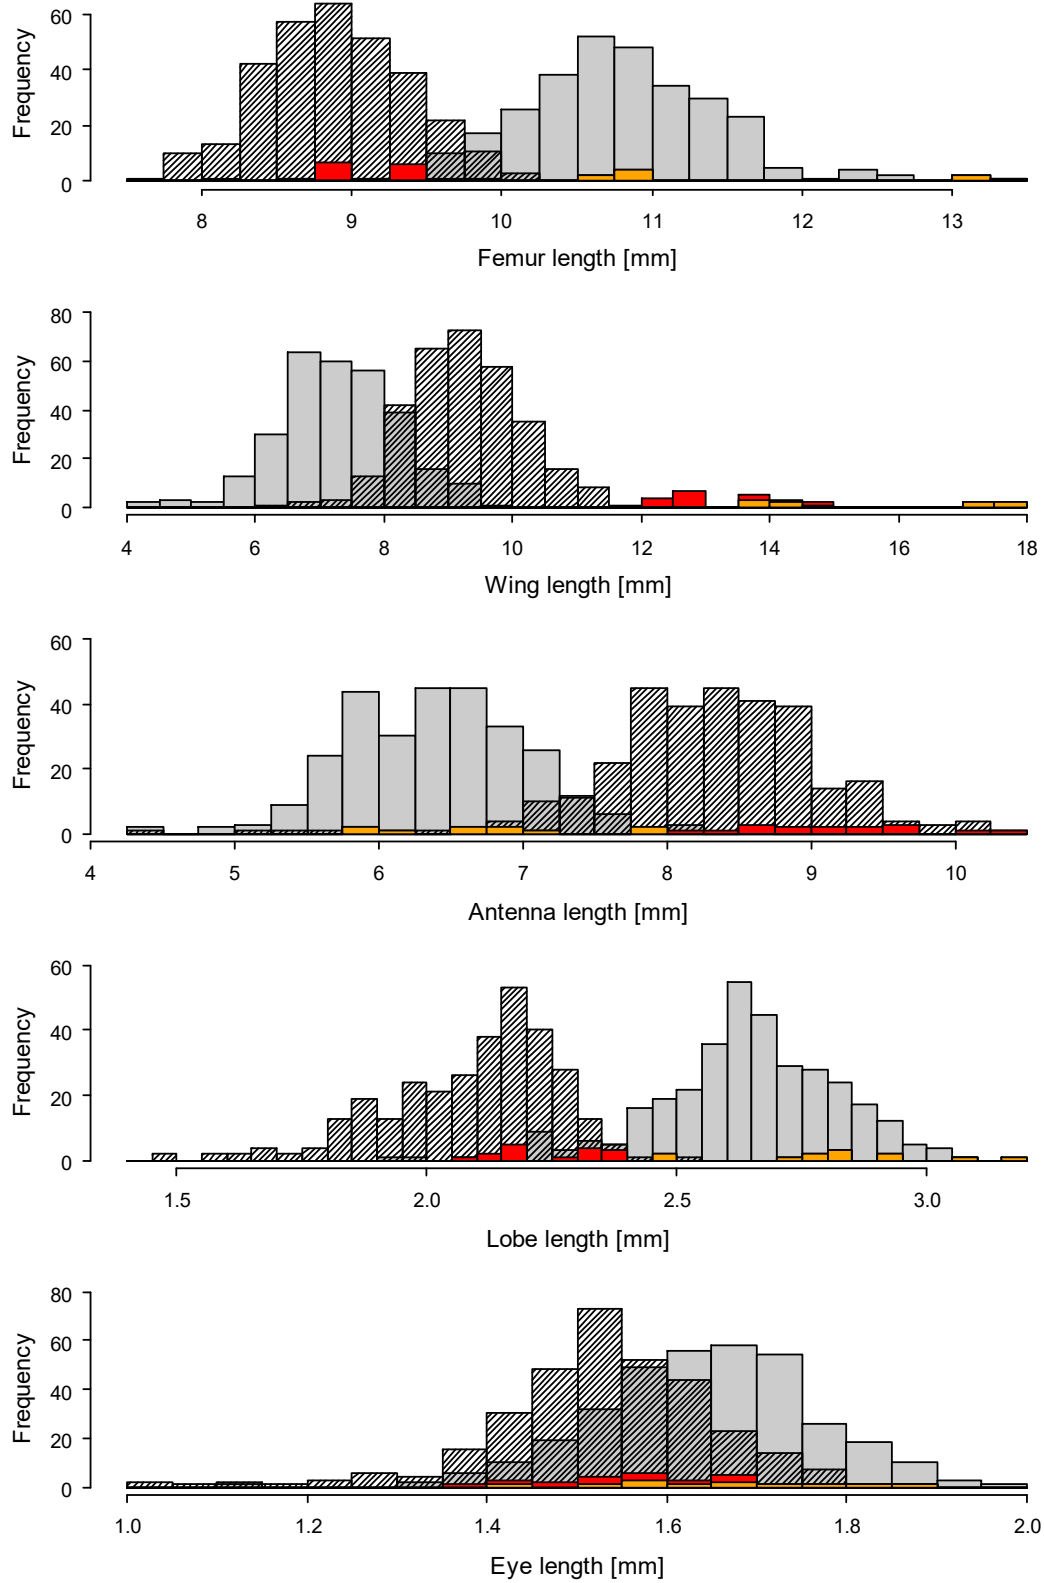 Frequency
60
40
20
0
8 9 10 11 12 13
Femur length [mm]
Frequency
80
60
40
20
0
4 6 8 10 12 14 16 18
Wing length [mm]
Frequency
60
40
20
0
4 5 6 7 8 9 10
Antenna length [mm]
Frequency
60
40
20
0
1.5 2.0 2.5 3.0
Lobe length [mm]
Frequency
80
60
40
20
0
1.0 1.2 1.4 1.6 1.8 2.0
Eye length [mm]